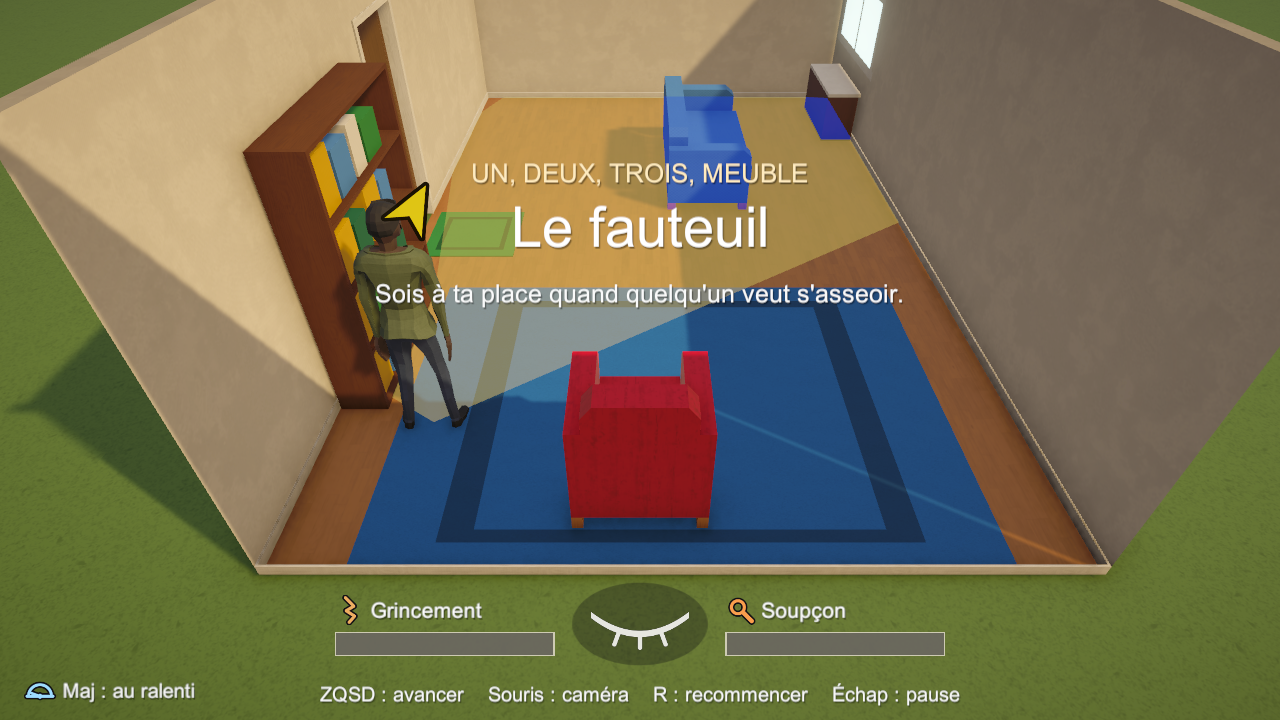 UN, DEUX, TROIS, MEUBLE
Le fauteuil
Sois à ta place quand quelqu'un veut s'asseoir.
Grincement
Soupçon
Maj : au ralenti
ZQSD : avancer Souris : caméra R : recommencer Échap : pause